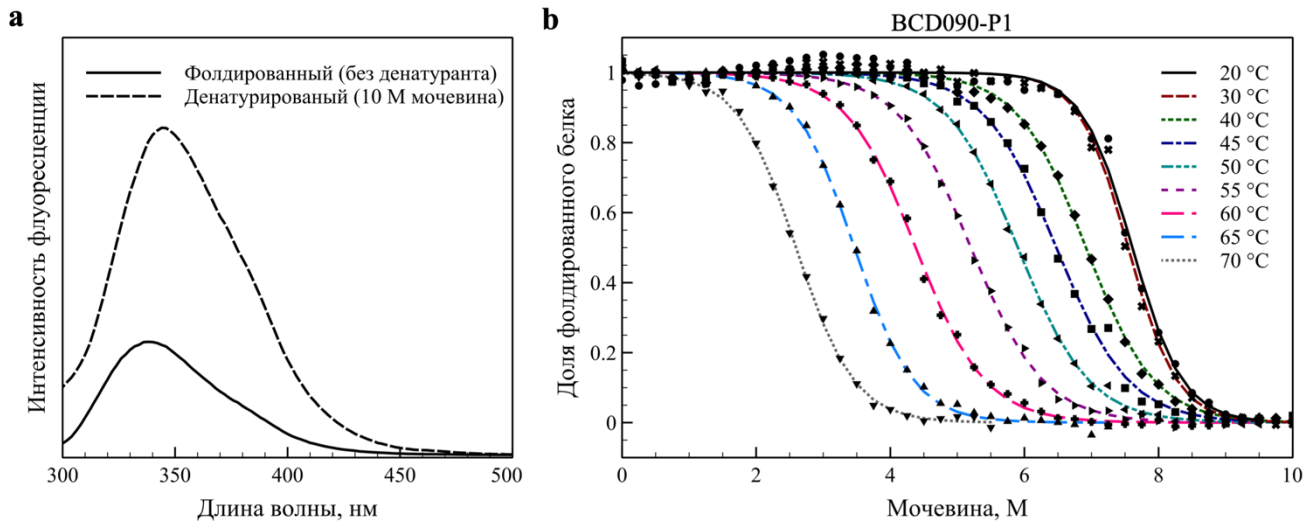 a
Интенсивность флуоресценции
Фолдированный (без денатуранта)
Денатурированый (10 М мочевина)
300 350 400 450 500
Длина волны, нм
b
BCD090-P1
Доля фолдированного белка
1
0.8
0.6
0.4
0.2
0
20 °C
30 °C
40 °C
45 °C
50 °C
55 °C
60 °C
65 °C
70 °C
0 2 4 6 8 10
Мочевина, М